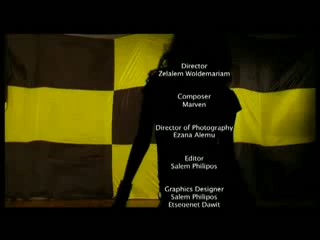 Director
Zelalem Woldemariam
Composer
Marven
Director of Photography
Ezana Alemu
Editor
Salem Philipos
Graphics Designer
Salem Philipos
Etsegenet Dawit